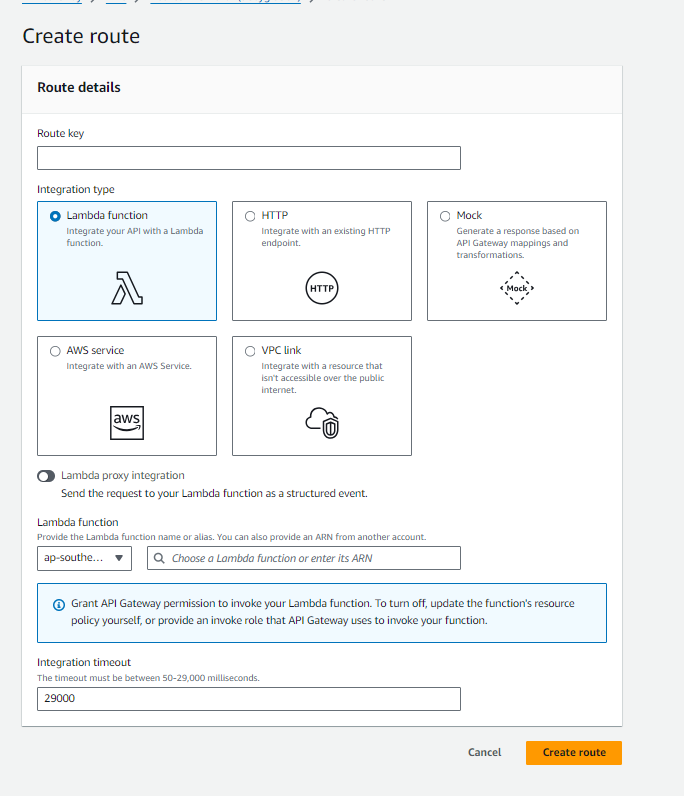 Create route
Route details
Route key
Integration type
Lambda function
Integrate your API with a Lambda
function.
HTTP
Integrate with an existing HTTP
endpoint.
HTTP
Mock
Generate a response based on
API Gateway mappings and
transformations.
Mock
AWS service
Integrate with an AWS Service.
aws
VPC link
Integrate with a resource that
isn't accessible over the public
internet.
Lambda proxy integration
Send the request to your Lambda function as a structured event.
Lambda function
Provide the Lambda function name or alias. You can also provide an ARN from another account.
ap-southe...
Choose a Lambda function or enter its ARN
Grant API Gateway permission to invoke your Lambda function. To turn off, update the function's resource
policy yourself, or provide an invoke role that API Gateway uses to invoke your function.
Integration timeout
The timeout must be between 50-29,000 milliseconds.
29000
Cancel
Create route